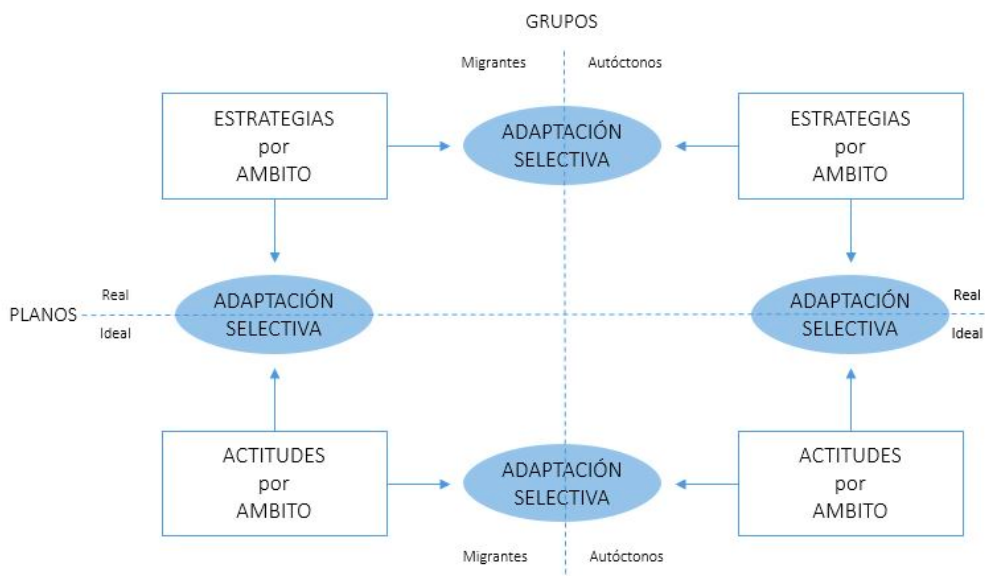 GRUPOS
Migrantes Autóctonos
ESTRATEGIAS
por
AMBITO
ADAPTACIÓN
SELECTIVA
ESTRATEGIAS
por
AMBITO
PLANOS
Real
Ideal
ADAPTACIÓN
SELECTIVA
ADAPTACIÓN
SELECTIVA
Real
Ideal
ACTITUDES
por
AMBITO
ADAPTACIÓN
SELECTIVA
ACTITUDES
por
AMBITO
Migrantes Autóctonos